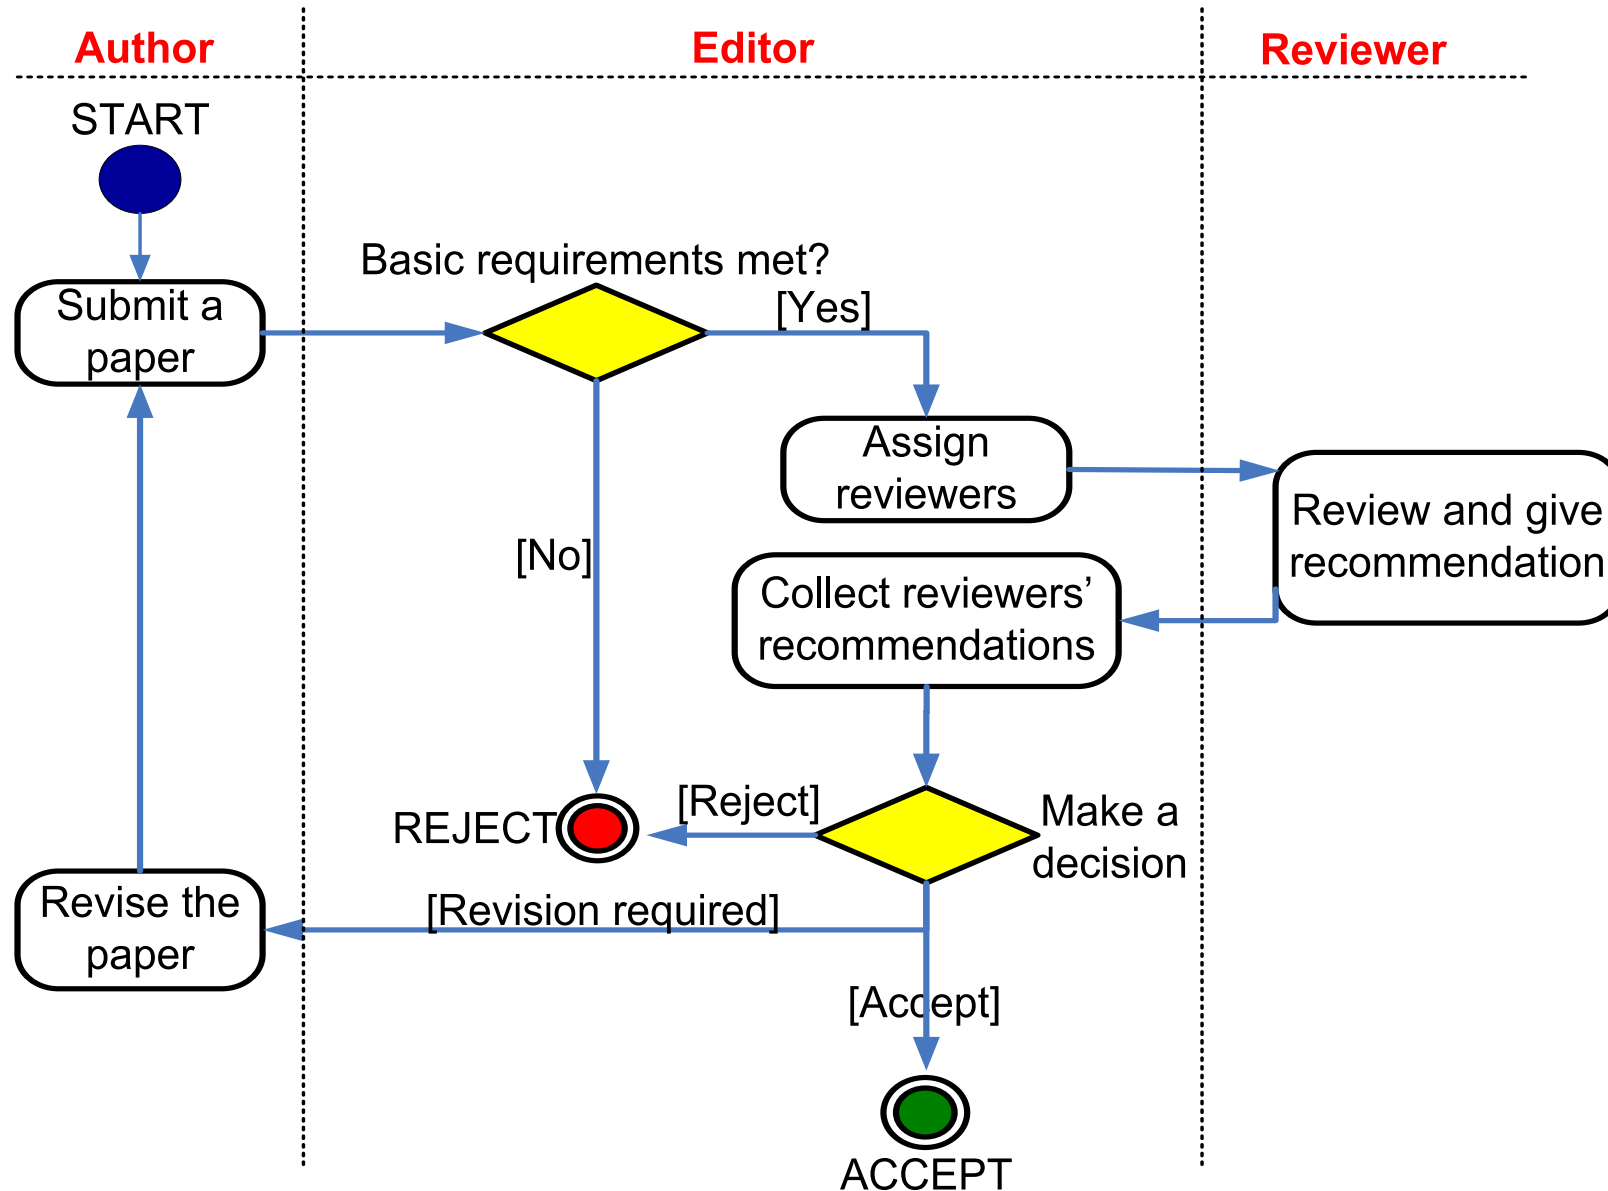 Author
Editor
Reviewer
START
Basic requirements met?
[Yes]
Submit a
paper
Assign
reviewers
Review and give
recommendation
[No]
Collect reviewers’
recommendations
[Reject]
REJECT
Make a
decision
Revise the
paper
[Revision required]
[Accept]
ACCEPT